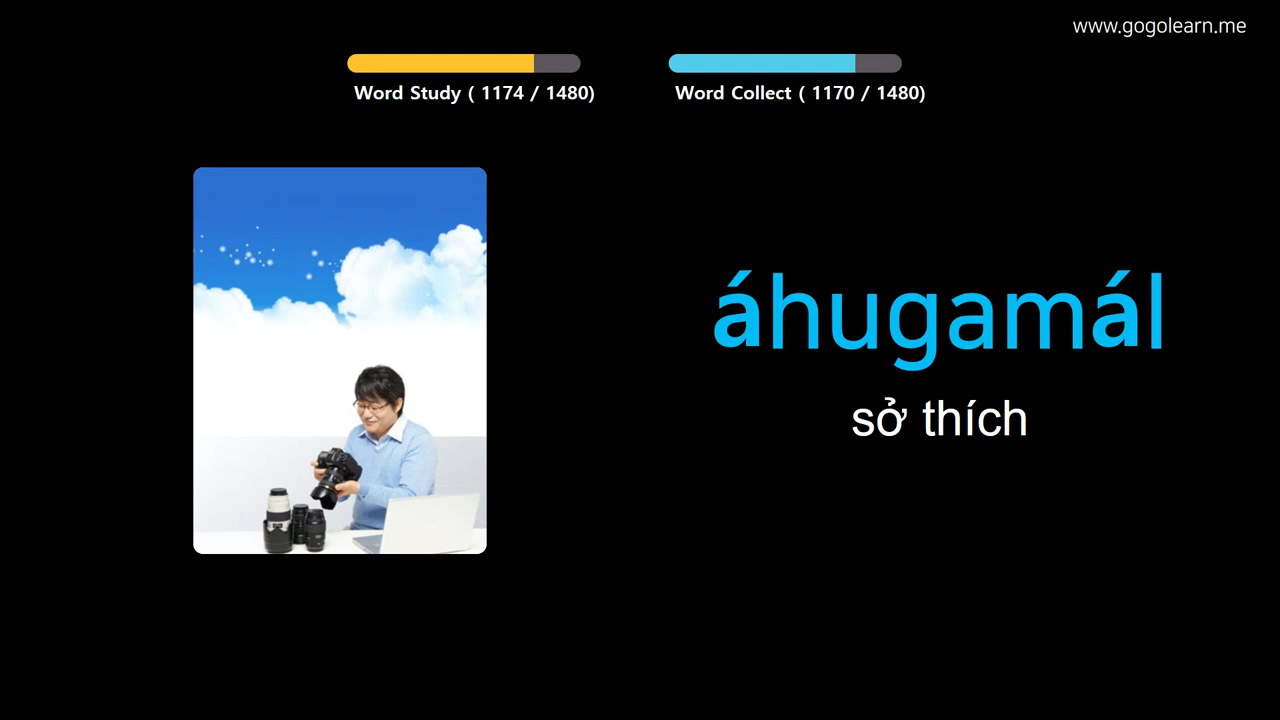 www.gogolearn.me
Word Study ( 1174 / 1480)
Word Collect ( 1170 / 1480)
áhugamál
sở thích